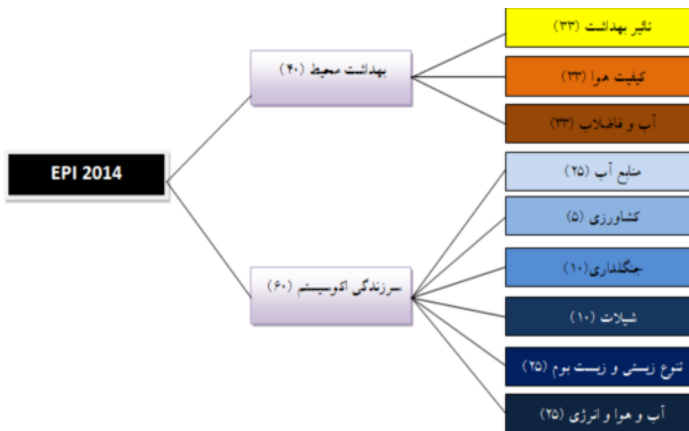 EPI 2014
بهداشت محیط (۴۰)
تاثیر بهداشت (۳۳)
کیفیت هوا (۳۳)
آب و فاضلاب (۳۳)
سرزندگی اکوسیستم (۶۰)
منابع آب (۲۵)
کشاورزی (۵)
جنگلداری(۱۰)
شیلات (۱۰)
تنوع زیستی و زیست بوم (۲۵)
آب و هوا و انرژی (۲۵)